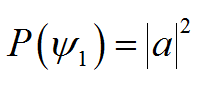 P(ψ₁) = |a|²